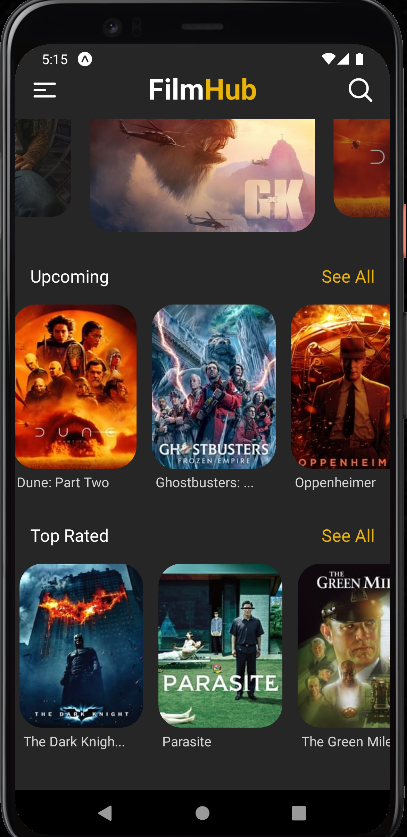 5:15
FilmHub
GK
Upcoming
See All
DUNE
GHOSTBUSTERS
FROZEN EMPIRE
OPPENHEIM
Dune: Part Two
Ghostbusters: ...
Oppenheimer
Top Rated
See All
THE DARK KNIGHT
PARASITE
THE
GREEN MIL
The Dark Knigh...
Parasite
The Green Mile